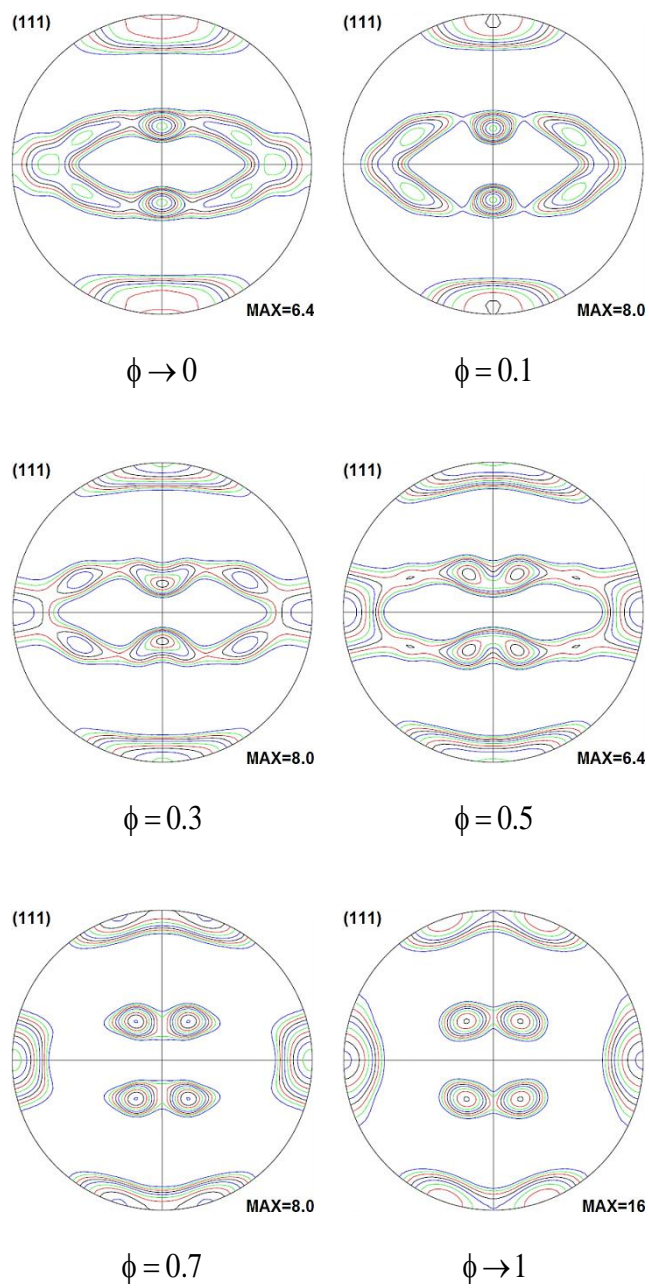 (111) (111)
MAX=6.4 MAX=8.0
ϕ → 0 ϕ = 0.1
(111) (111)
MAX=8.0 MAX=6.4
ϕ = 0.3 ϕ = 0.5
(111) (111)
MAX=8.0 MAX=16
ϕ = 0.7 ϕ → 1